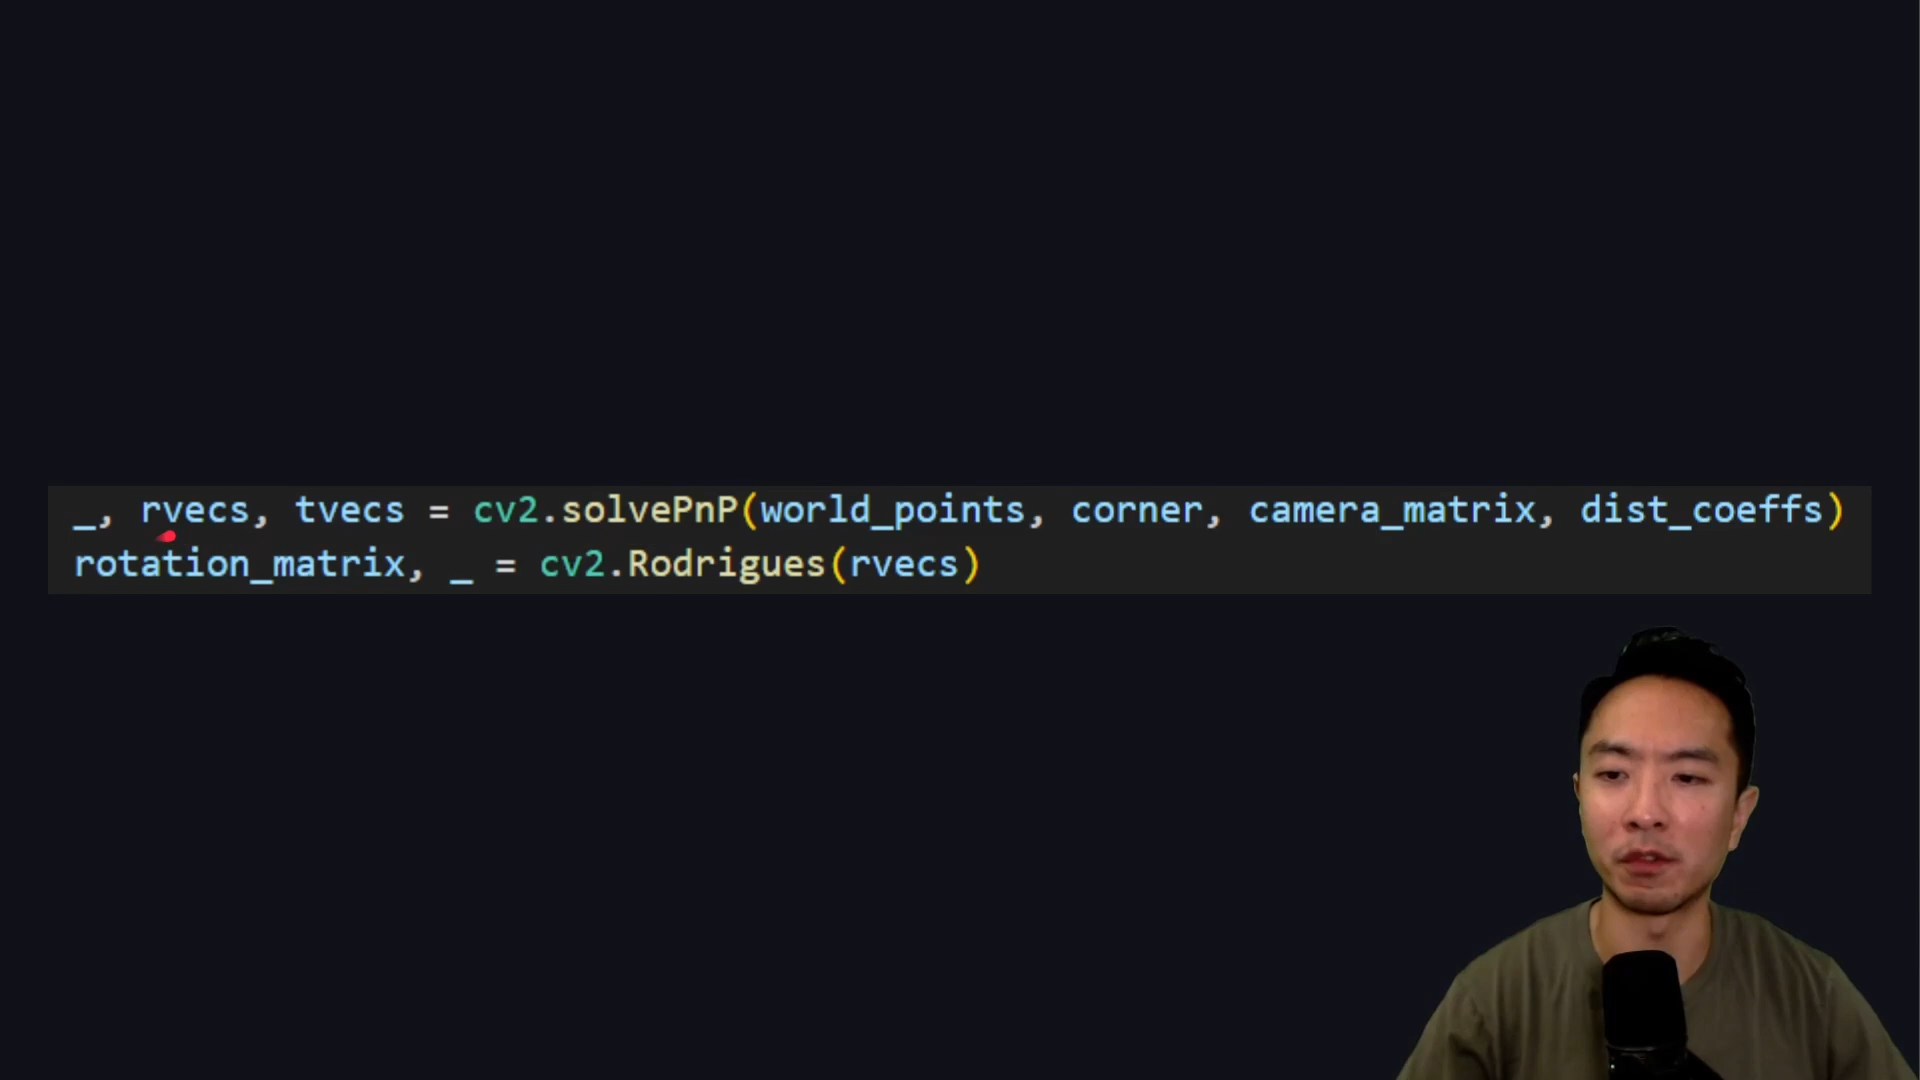 _, rvecs, tvecs = cv2.solvePnP(world_points, corner, camera_matrix, dist_coeffs)
rotation_matrix, _ = cv2.Rodrigues(rvecs)